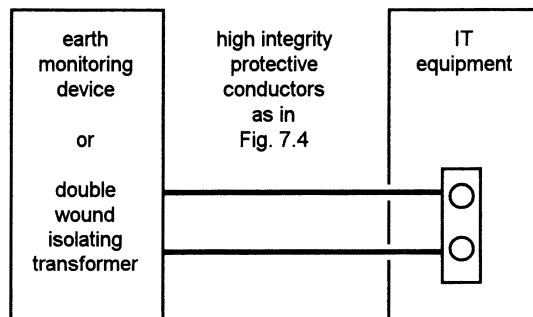 earth
monitoring
device
or
double
wound
isolating
transformer
high integrity
protective
conductors
as in
Fig. 7.4
IT
equipment